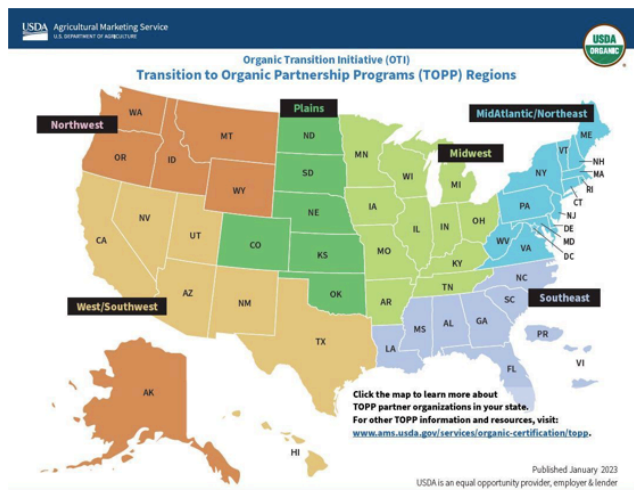 USDA Agricultural Marketing Service
U.S. DEPARTMENT OF AGRICULTURE
USDA
ORGANIC
Organic Transition Initiative (OTI)
Transition to Organic Partnership Programs (TOPP) Regions
Northwest
Plains
MidAtlantic/Northeast
Midwest
West/Southwest
Southeast
WA
OR
ID
MT
WY
ND
SD
NE
CO
KS
OK
MN
WI
MI
IA
IL
IN
OH
MO
KY
AR
TN
ME
VT
NH
MA
RI
CT
NY
NJ
PA
DE
MD
DC
WV
VA
CA
NV
UT
AZ
NM
TX
NC
SC
MS
AL
GA
LA
FL
PR
VI
AK
HI
Click the map to learn more about
TOPP partner organizations in your state.
For other TOPP information and resources, visit:
www.ams.usda.gov/services/organic-certification/topp.
Published January 2023
USDA is an equal opportunity provider, employer & lender